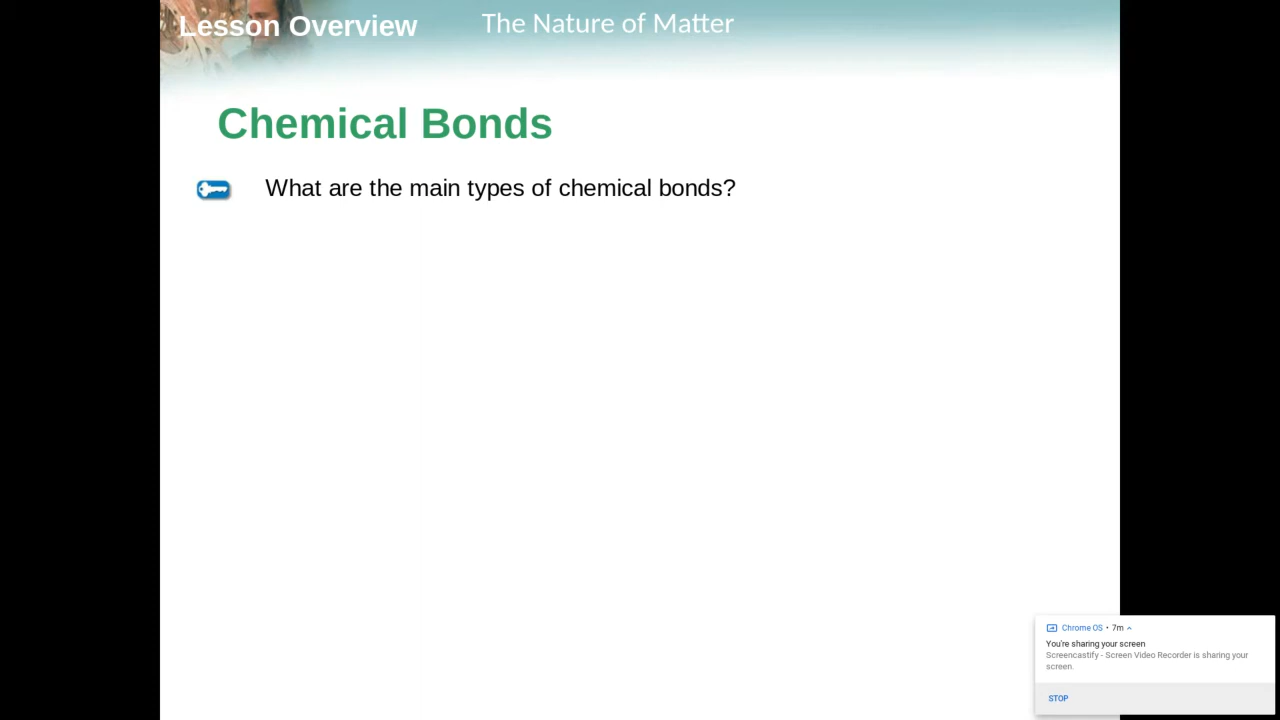 Lesson Overview
The Nature of Matter
Chemical Bonds
What are the main types of chemical bonds?
Chrome OS • 7m
You're sharing your screen
Screencastify - Screen Video Recorder is sharing your
screen.
STOP